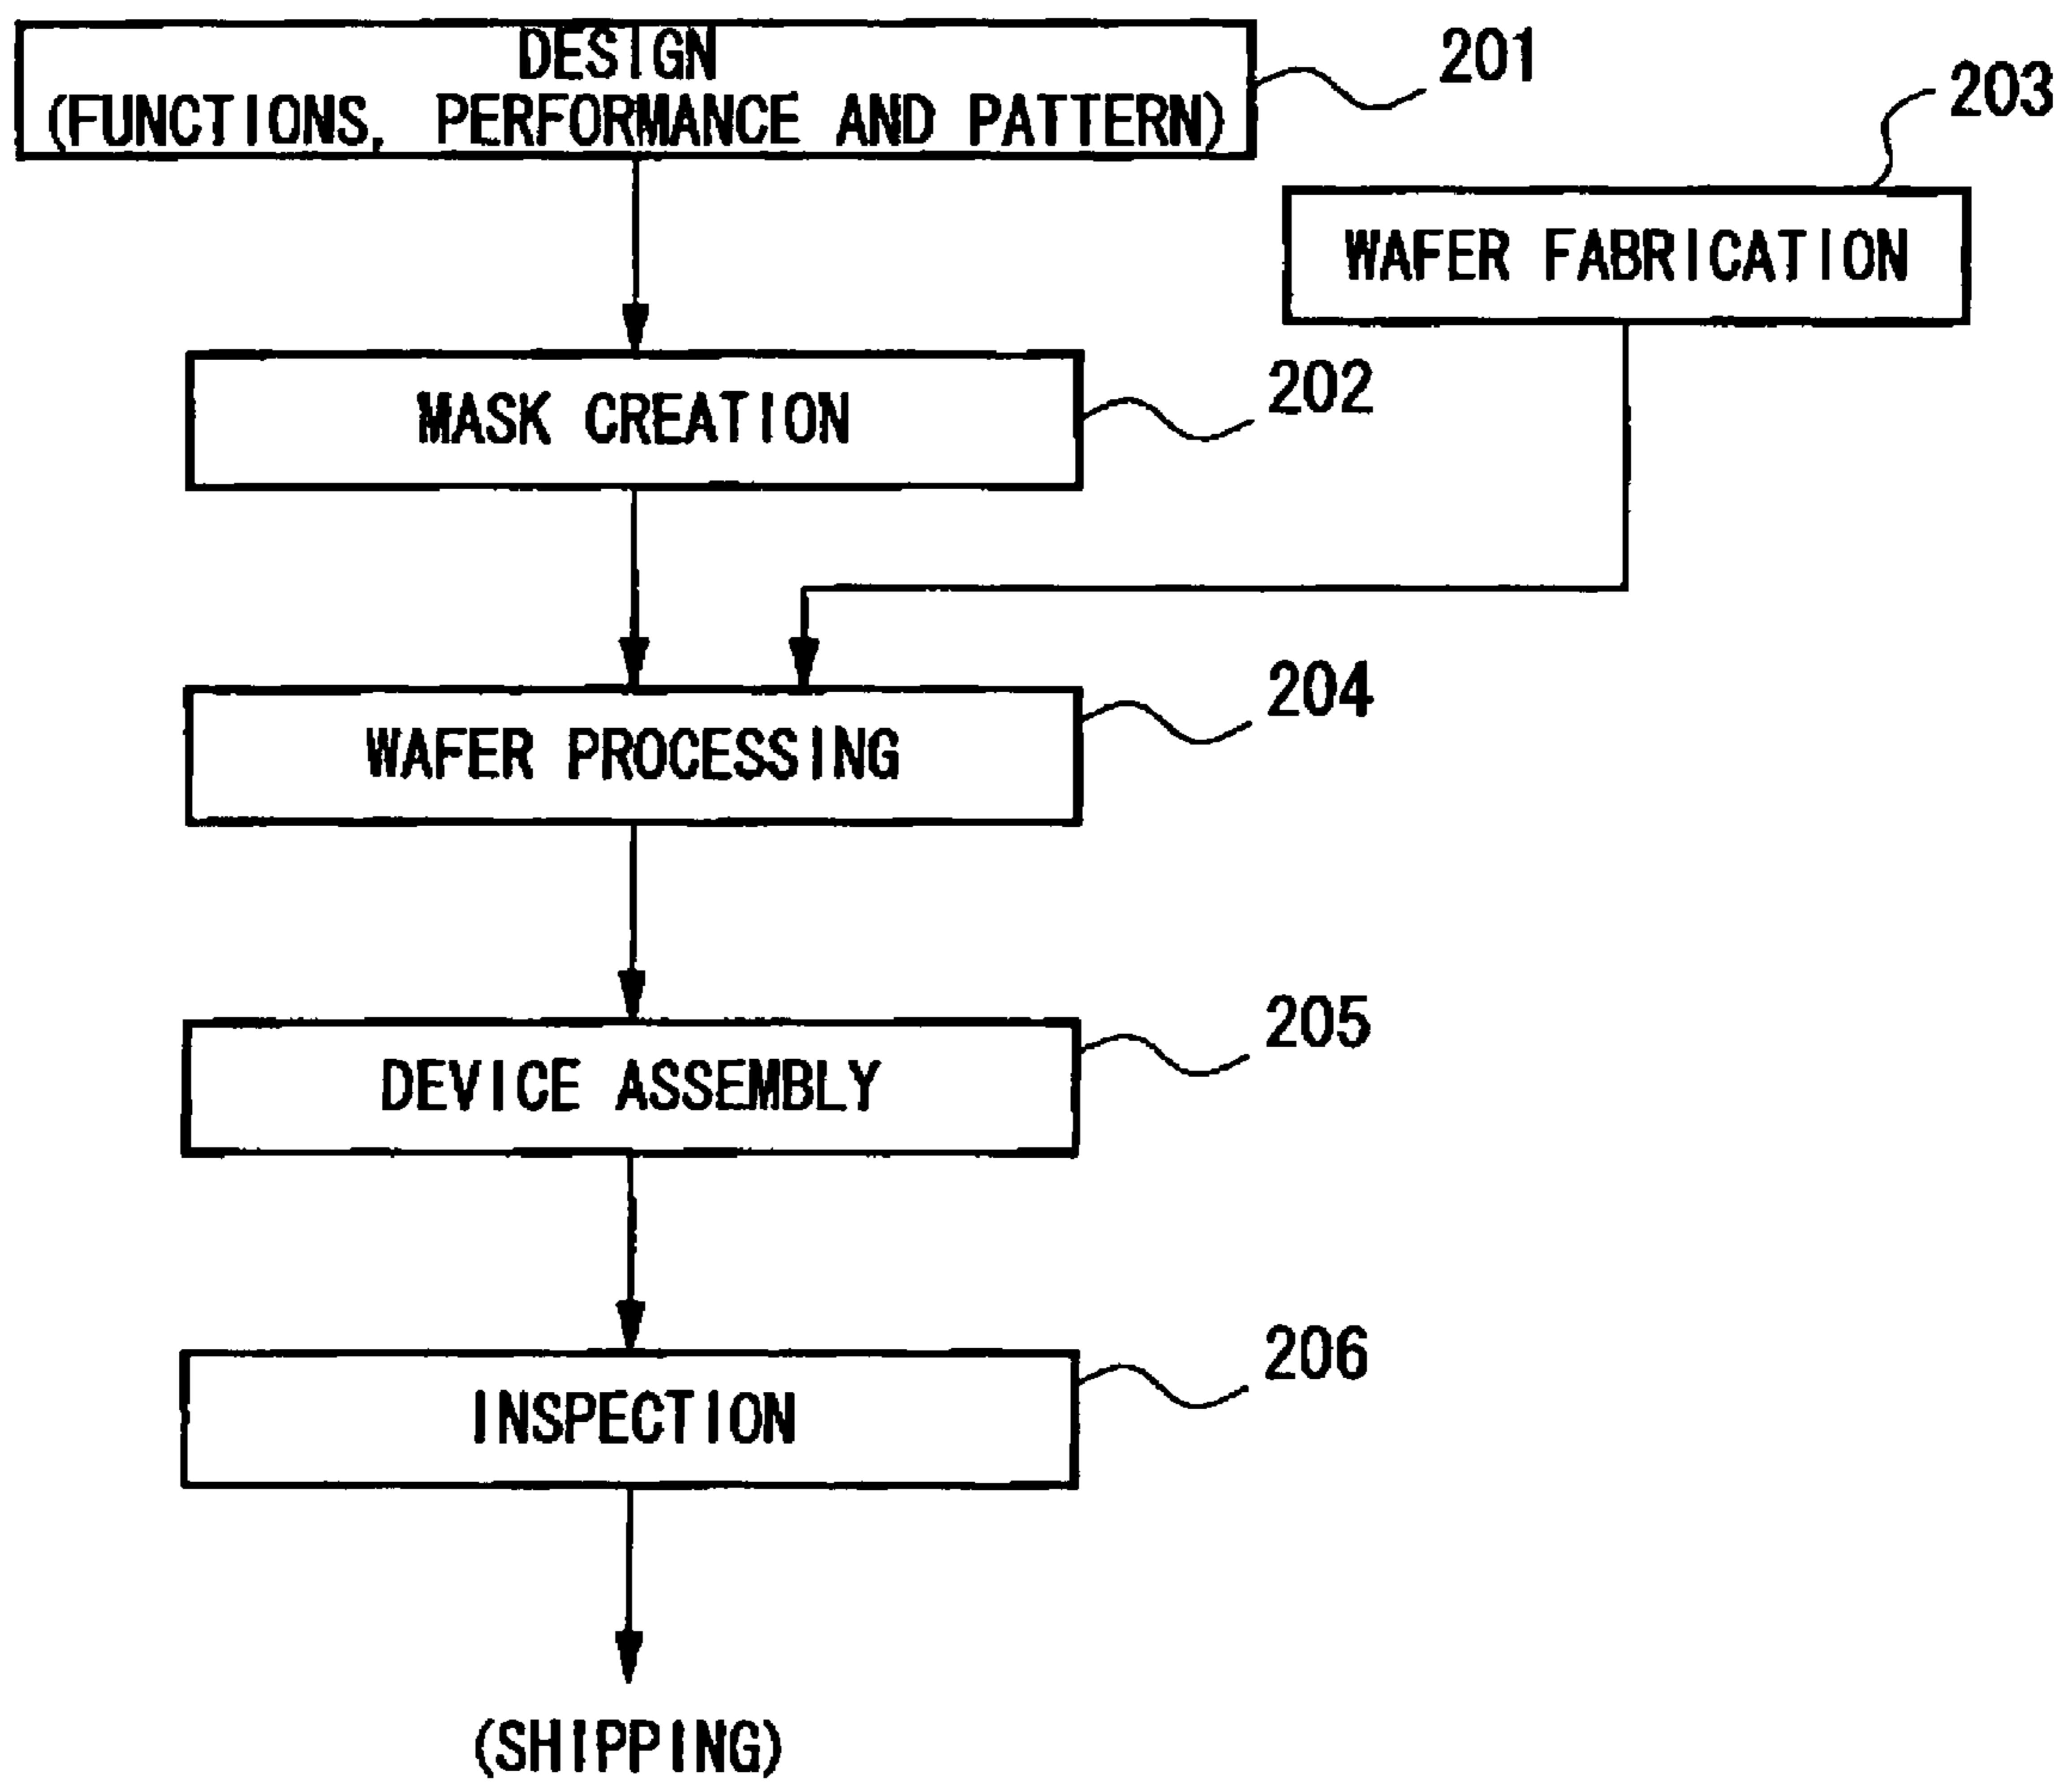 DESIGN
(FUNCTIONS, PERFORMANCE AND PATTERN)
201
203
WAFER FABRICATION
202
MASK CREATION
204
WAFER PROCESSING
205
DEVICE ASSEMBLY
206
INSPECTION
(SHIPPING)